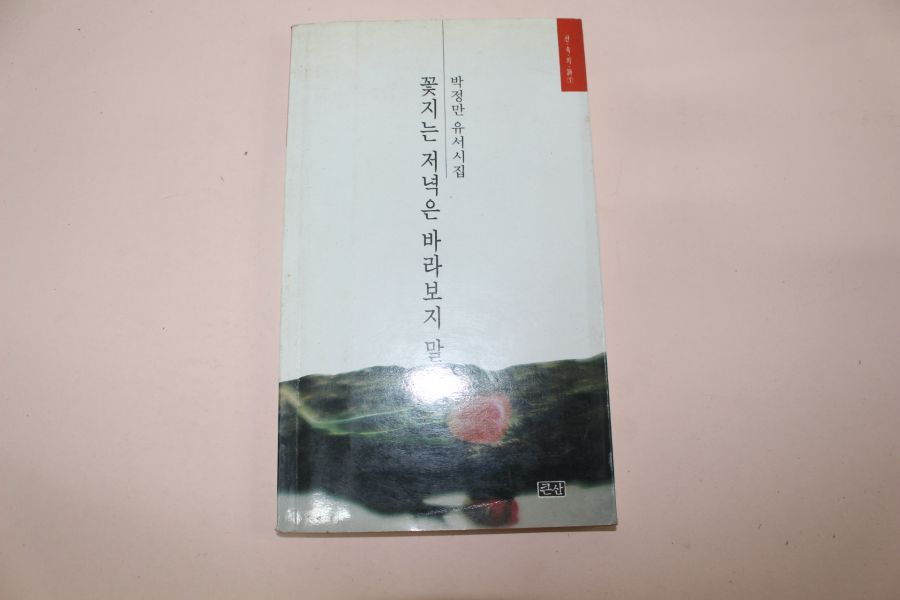 박정만 유서시집
꽃지는 저녁은 바라보지 말
큰산